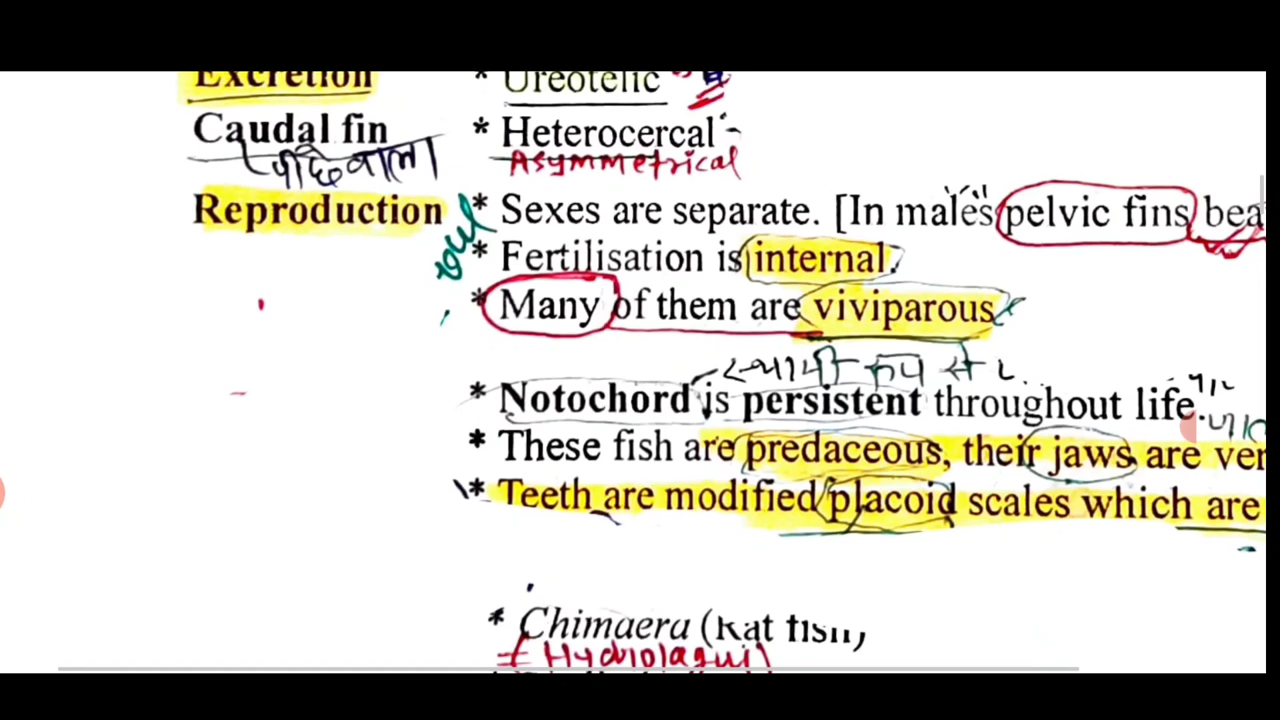 Excretion * Ureotelic
Caudal fin * Heterocercal
पीछेवाला Asymmetrical
Reproduction * Sexes are separate. [In males pelvic fins bea
* Fertilisation is internal.
* Many of them are viviparous
स्थायी रूप से
* Notochord is persistent throughout life.
* These fish are predaceous, their jaws are ver
* Teeth are modified placoid scales which are
* Chimaera (Rat fish)